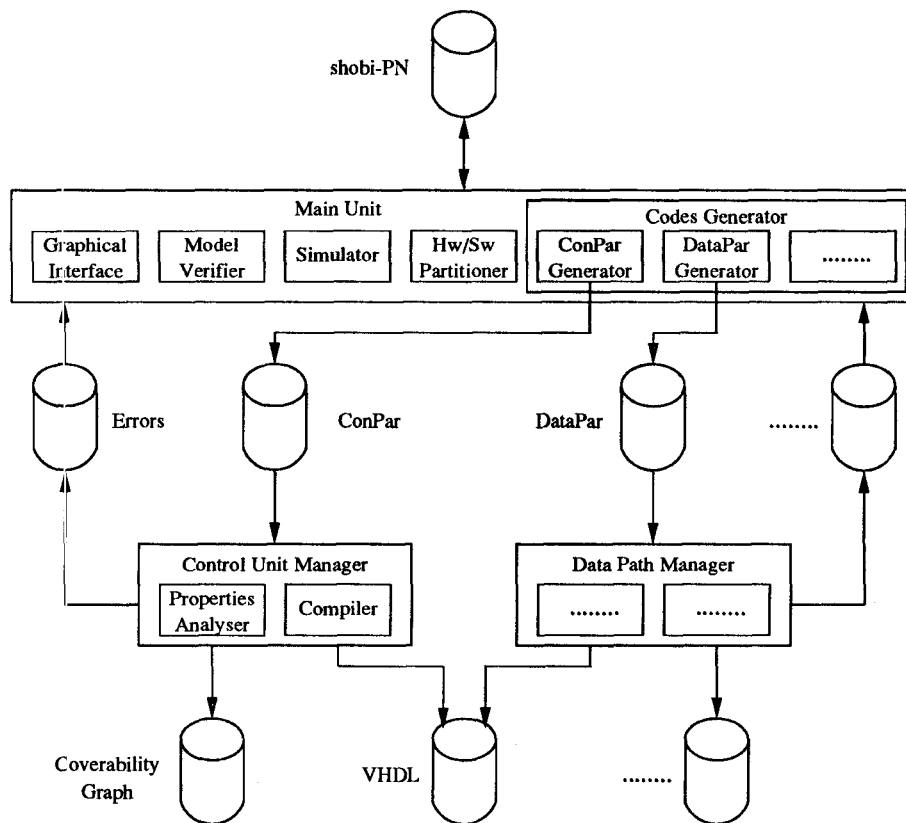 shobi-PN
Main Unit
Codes Generator
Graphical
Interface
Model
Verifier
Simulator
Hw/Sw
Partitioner
ConPar
Generator
DataPar
Generator
........
Errors
ConPar
DataPar
........
Control Unit Manager
Properties
Analyser
Compiler
Data Path Manager
........
........
Coverability
Graph
VHDL
........